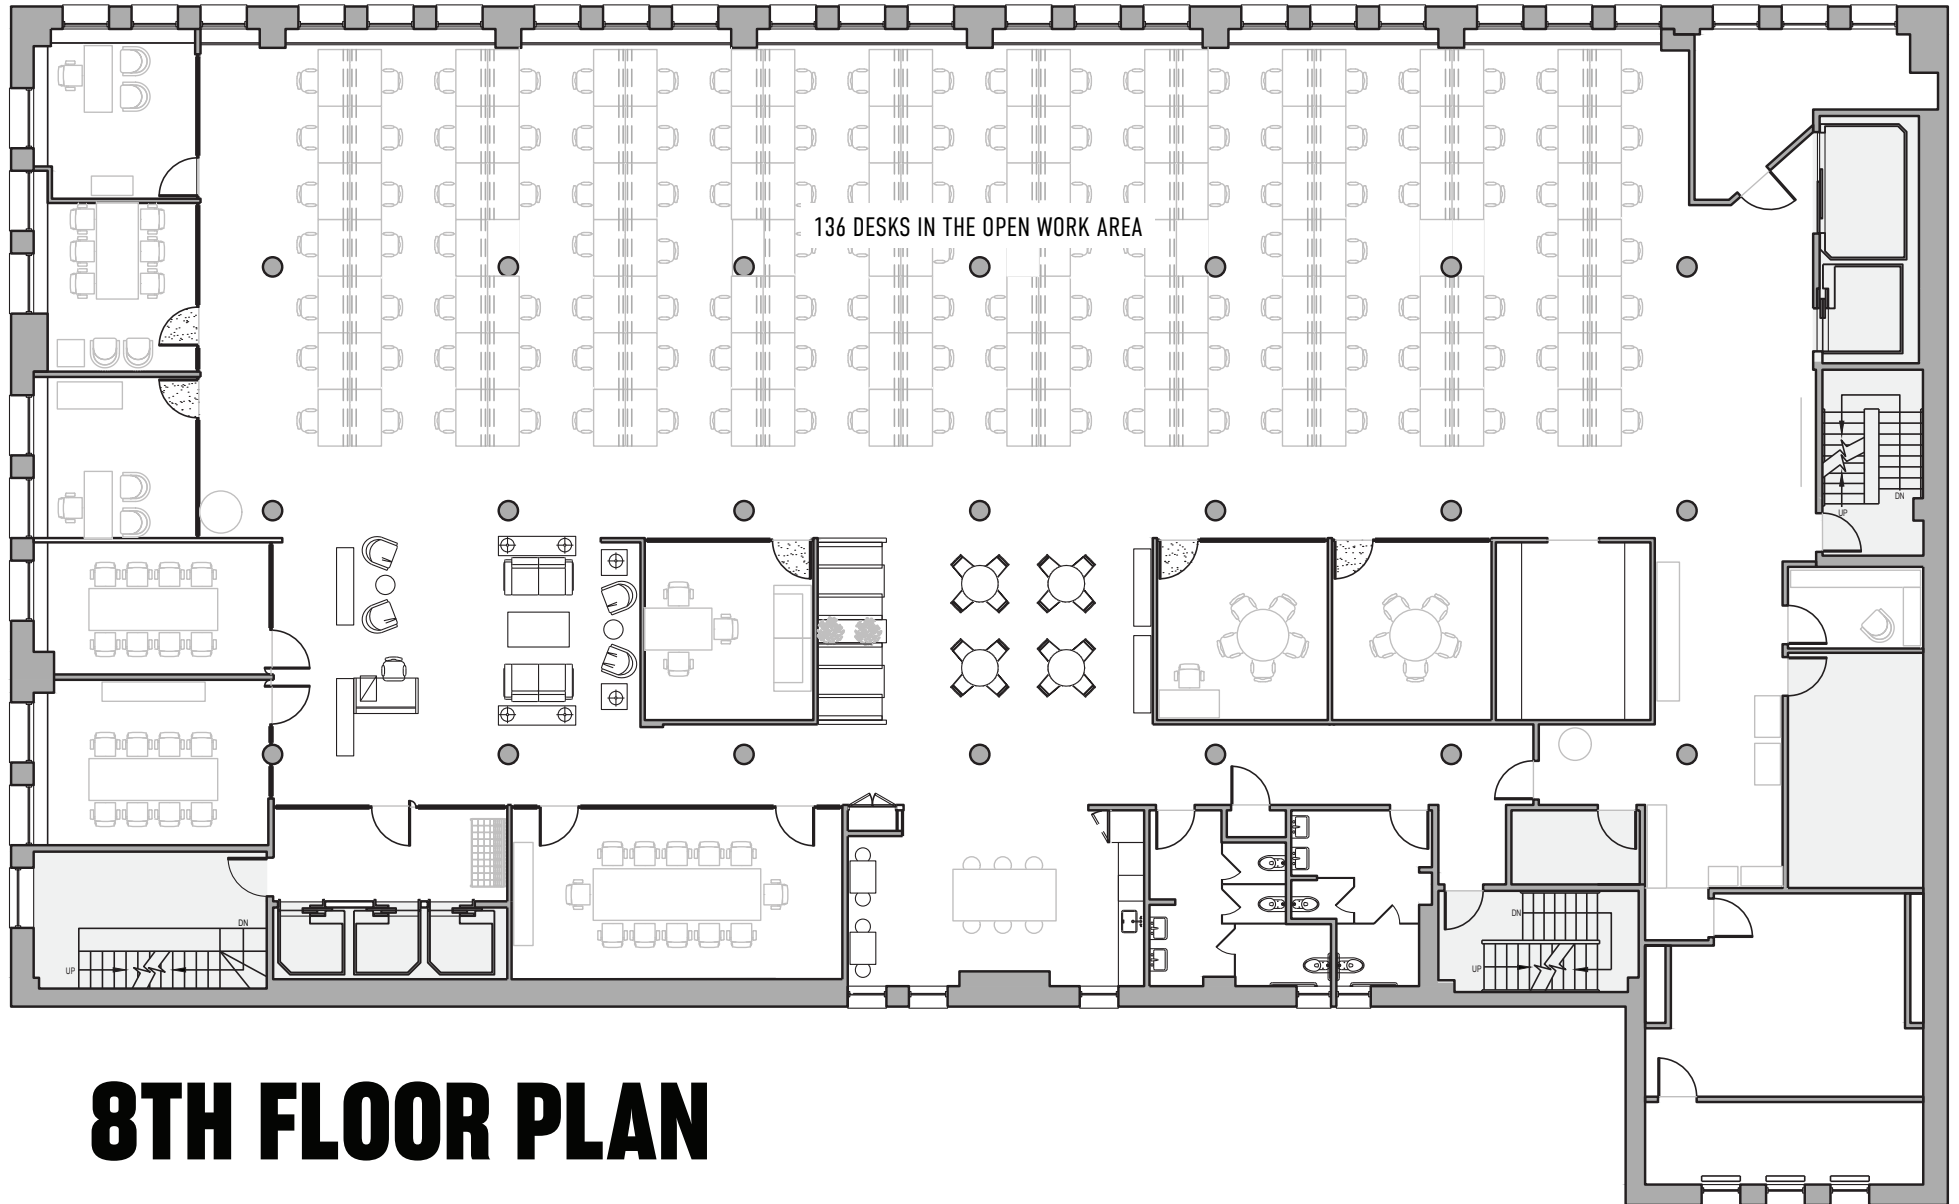 136 DESKS IN THE OPEN WORK AREA
DN
UP
DN
UP
DN
UP
8TH FLOOR PLAN